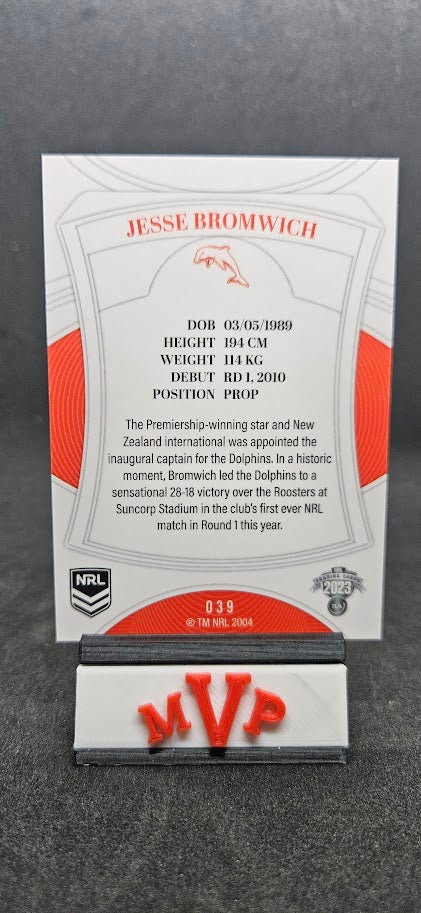 JESSE BROMWICH
DOB 03/05/1989
HEIGHT 194 CM
WEIGHT 114 KG
DEBUT RD 1, 2010
POSITION PROP
The Premiership-winning star and New
Zealand international was appointed the
inaugural captain for the Dolphins. In a historic
moment, Bromwich led the Dolphins to a
sensational 28-18 victory over the Roosters at
Suncorp Stadium in the club's first ever NRL
match in Round 1 this year.
NRL
TRADING CARDS
2023
TLA
039
® TM NRL 2004
MVP